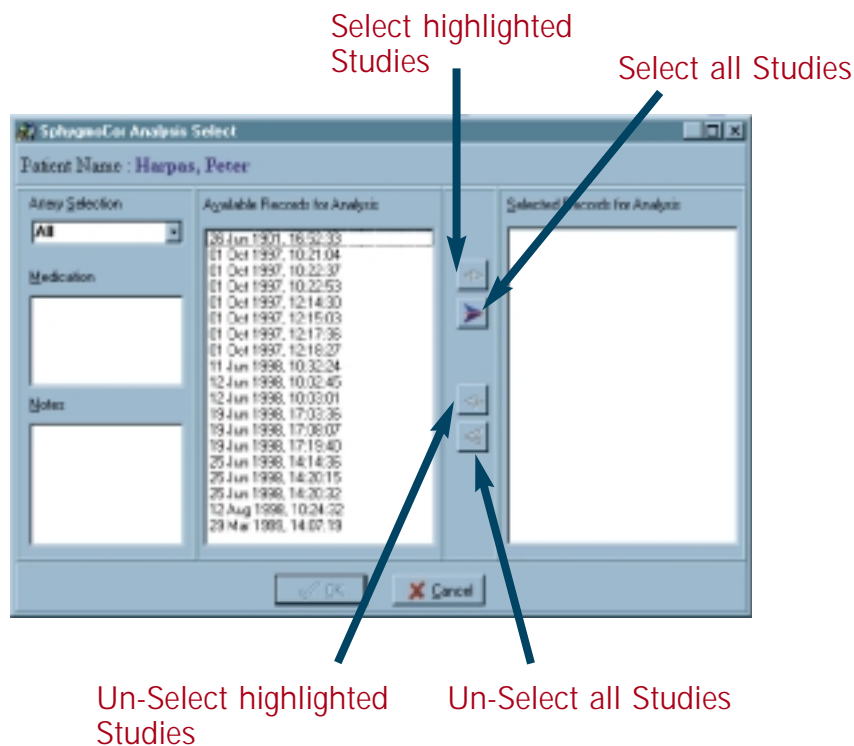 Select highlighted
Studies
Select all Studies
SphygmoCor Analysis Select
Patient Name : Harpas, Peter
Artery Selection
All
Medication
Notes
Available Records for Analysis
26 Jun 1901, 16:52:33
01 Oct 1997, 10:21:04
01 Oct 1997, 10:22:37
01 Oct 1997, 10:22:53
01 Oct 1997, 12:14:30
01 Oct 1997, 12:15:03
01 Oct 1997, 12:17:36
01 Oct 1997, 12:18:27
11 Jun 1998, 10:32:24
12 Jun 1998, 10:02:45
12 Jun 1998, 10:03:01
19 Jun 1998, 17:03:36
19 Jun 1998, 17:08:07
19 Jun 1998, 17:19:40
25 Jun 1998, 14:14:36
25 Jun 1998, 14:20:15
25 Jun 1998, 14:20:32
12 Aug 1998, 10:24:32
29 Mar 1999, 14:07:19
Selected Records for Analysis
OK
Cancel
Un-Select highlighted
Studies
Un-Select all Studies